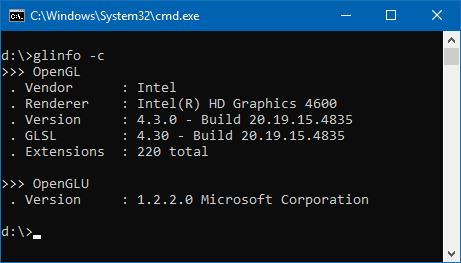 C:\Windows\System32\cmd.exe
d:\>glinfo -c
>>> OpenGL
. Vendor : Intel
. Renderer : Intel(R) HD Graphics 4600
. Version : 4.3.0 - Build 20.19.15.4835
. GLSL : 4.30 - Build 20.19.15.4835
. Extensions : 220 total
>>> OpenGLU
. Version : 1.2.2.0 Microsoft Corporation
d:\>